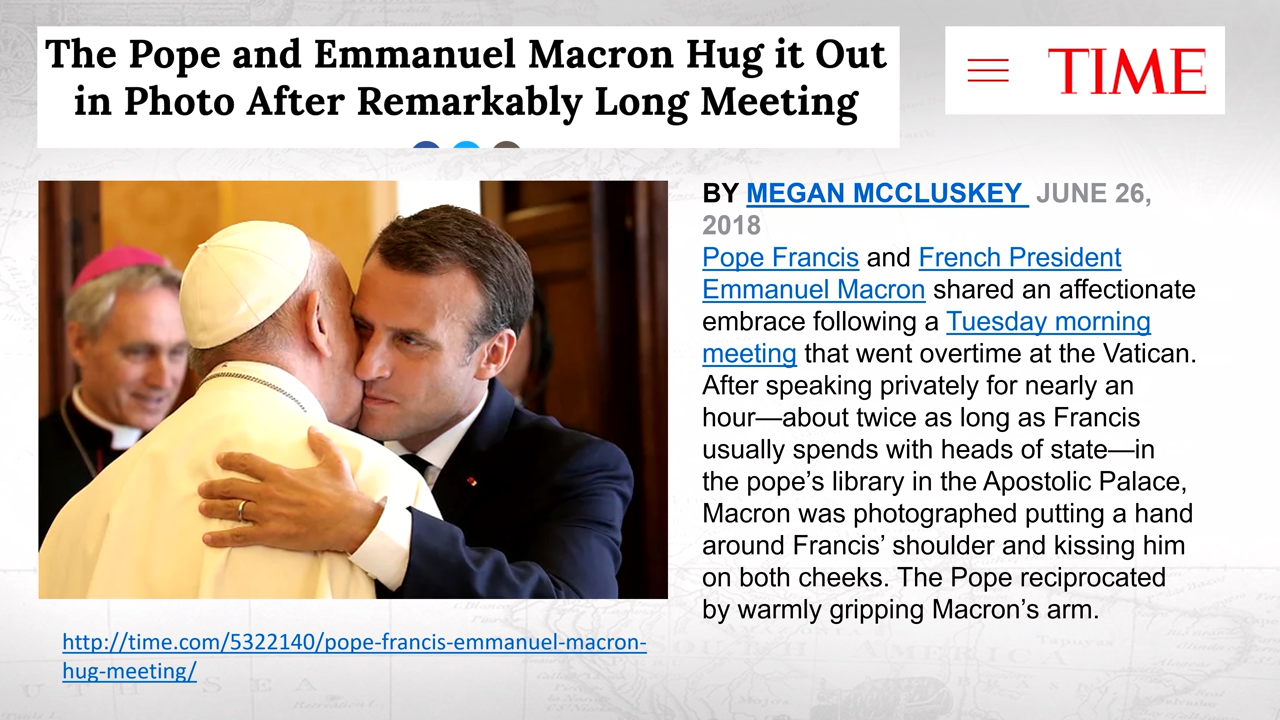 The Pope and Emmanuel Macron Hug it Out
in Photo After Remarkably Long Meeting
TIME
BY MEGAN MCCLUSKEY JUNE 26,
2018
Pope Francis and French President
Emmanuel Macron shared an affectionate
embrace following a Tuesday morning
meeting that went overtime at the Vatican.
After speaking privately for nearly an
hour—about twice as long as Francis
usually spends with heads of state—in
the pope’s library in the Apostolic Palace,
Macron was photographed putting a hand
around Francis’ shoulder and kissing him
on both cheeks. The Pope reciprocated
by warmly gripping Macron’s arm.
http://time.com/5322140/pope-francis-emmanuel-macron-
hug-meeting/